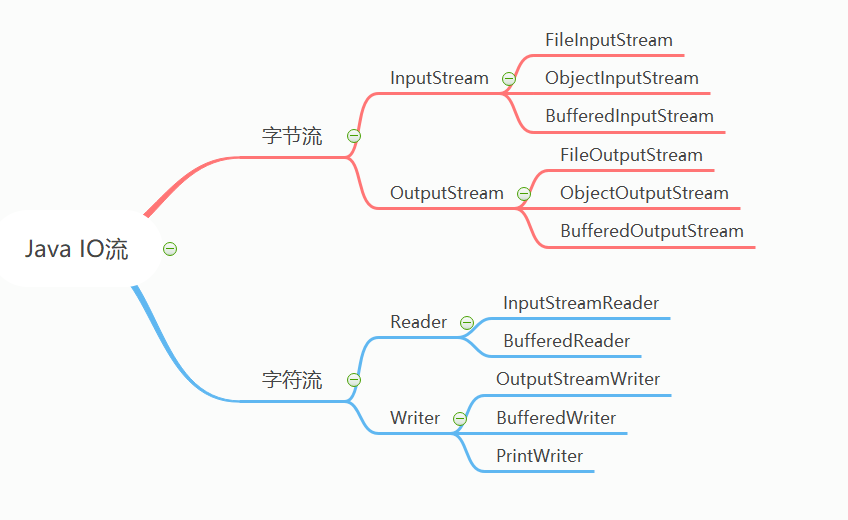 Java IO流
字节流
InputStream
FileInputStream
ObjectInputStream
BufferedInputStream
OutputStream
FileOutputStream
ObjectOutputStream
BufferedOutputStream
字符流
Reader
InputStreamReader
BufferedReader
Writer
OutputStreamWriter
BufferedWriter
PrintWriter